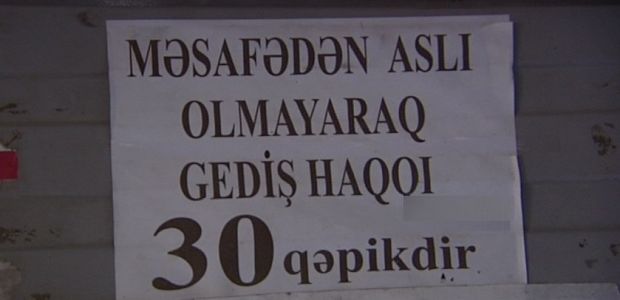 MƏSAFƏDƏN ASLI
OLMAYARAQ
GEDİŞ HAQQI
30 qəpikdir